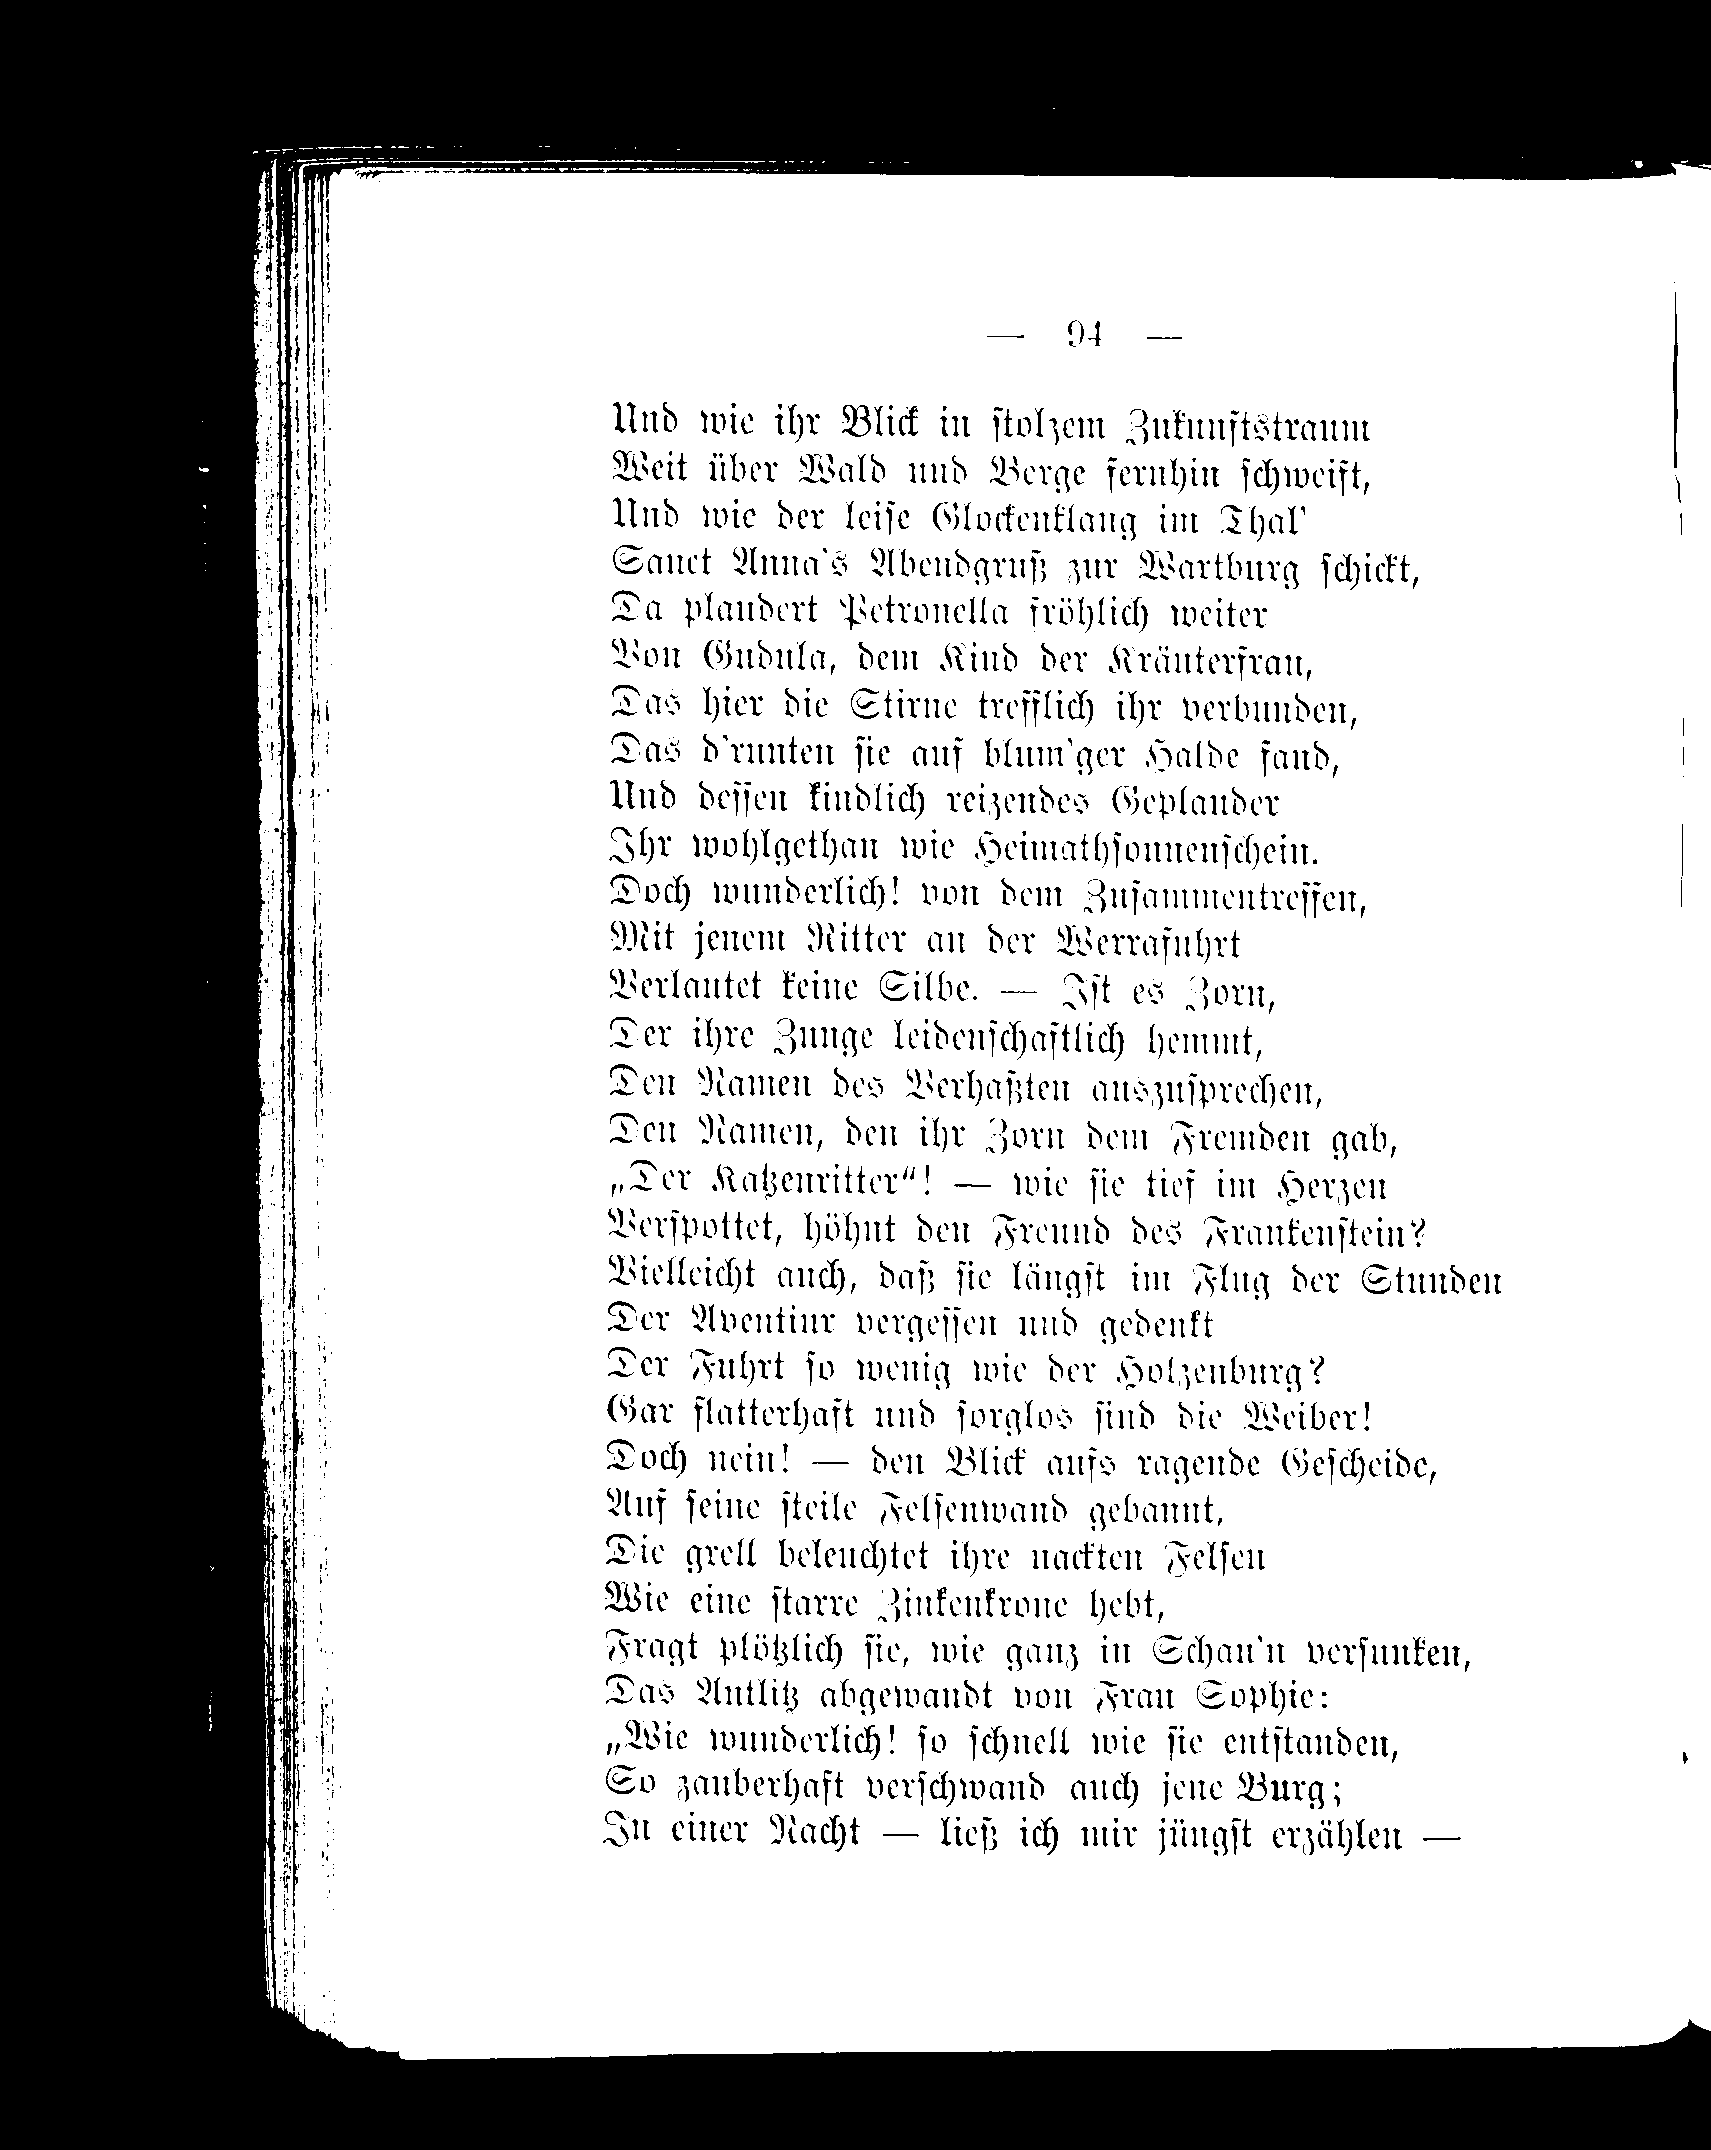 — 94 —
Und wie ihr Blick in stolzem Zukunftstraum
Weit über Wald und Berge fernhin schweift,
Und wie der leise Glockenklang im Thal'
Sanct Anna's Abendgruß zur Wartburg schickt,
Da plaudert Petronella fröhlich weiter
Von Gudula, dem Kind der Kräuterfrau,
Das hier die Stirne trefflich ihr verbunden,
Das d'runten sie auf blum'ger Halde fand,
Und dessen kindlich reizendes Geplauder
Ihr wohlgethan wie Heimathsonnenschein.
Doch wunderlich! von dem Zusammentreffen,
Mit jenem Ritter an der Werrafuhrt
Verlautet keine Silbe. — Ist es Zorn,
Der ihre Zunge leidenschaftlich hemmt,
Den Namen des Verhaßten auszusprechen,
Den Namen, den ihr Zorn dem Fremden gab,
„Der Katzenritter“! — wie sie tief im Herzen
Verspottet, höhnt den Freund des Frankenstein?
Vielleicht auch, daß sie längst im Flug der Stunden
Der Aventiur vergessen und gedenkt
Der Fuhrt so wenig wie der Holzenburg?
Gar flatterhaft und sorglos sind die Weiber!
Doch nein! — den Blick aufs ragende Gescheide,
Auf seine steile Felsenwand gebannt,
Die grell beleuchtet ihre nackten Felsen
Wie eine starre Zinkenkrone hebt,
Fragt plötzlich sie, wie ganz in Schau'n versunken,
Das Antlitz abgewandt von Frau Sophie:
„Wie wunderlich! so schnell wie sie entstanden,
So zauberhaft verschwand auch jene Burg;
In einer Nacht — ließ ich mir jüngst erzählen —